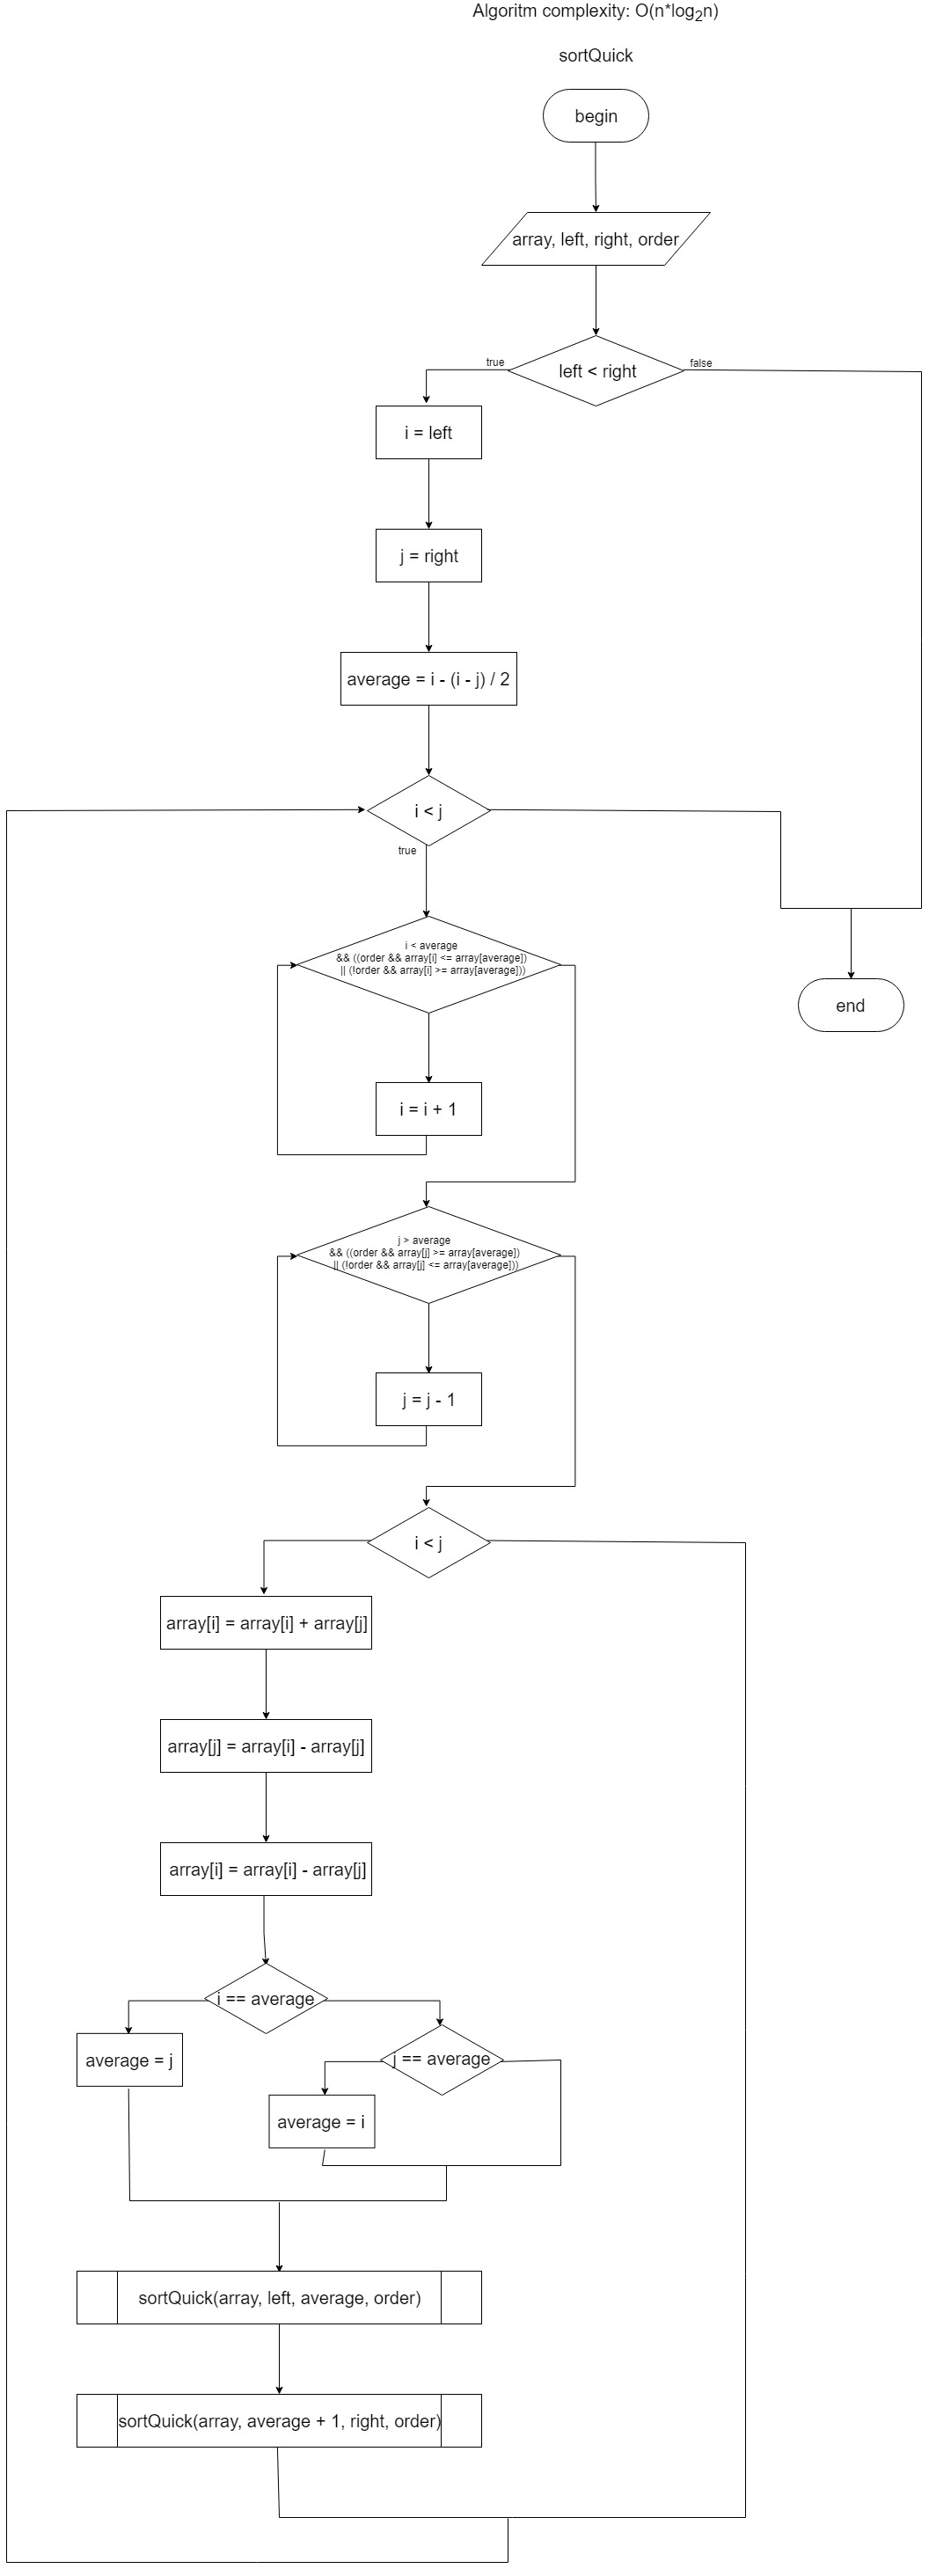 Algoritm complexity: O(n*log₂n)
sortQuick
begin
array, left, right, order
left < right
true
false
i = left
j = right
average = i - (i - j) / 2
i < j
true
i < average
&& ((order && array[i] <= array[average])
|| (!order && array[i] >= array[average]))
end
i = i + 1
j > average
&& ((order && array[j] >= array[average])
|| (!order && array[j] <= array[average]))
j = j - 1
i < j
array[i] = array[i] + array[j]
array[j] = array[i] - array[j]
array[i] = array[i] - array[j]
i == average
average = j
j == average
average = i
sortQuick(array, left, average, order)
sortQuick(array, average + 1, right, order)